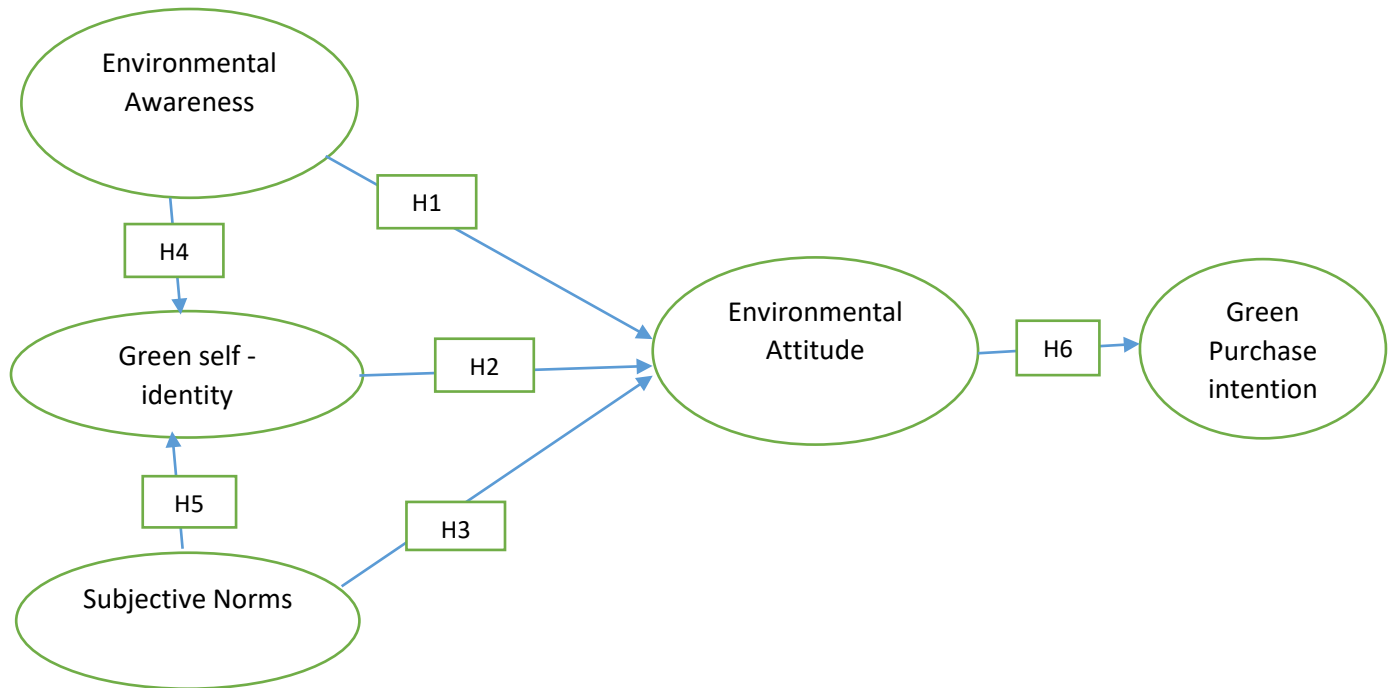 Environmental
Awareness
H1
H4
Environmental
Attitude
Green
Purchase
intention
H6
Green self -
identity
H2
H5
H3
Subjective Norms